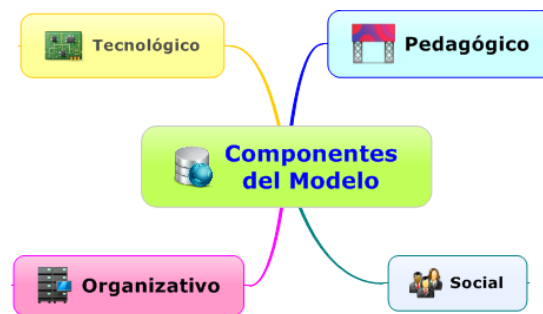 Tecnológico
Pedagógico
Componentes
del Modelo
Organizativo
Social